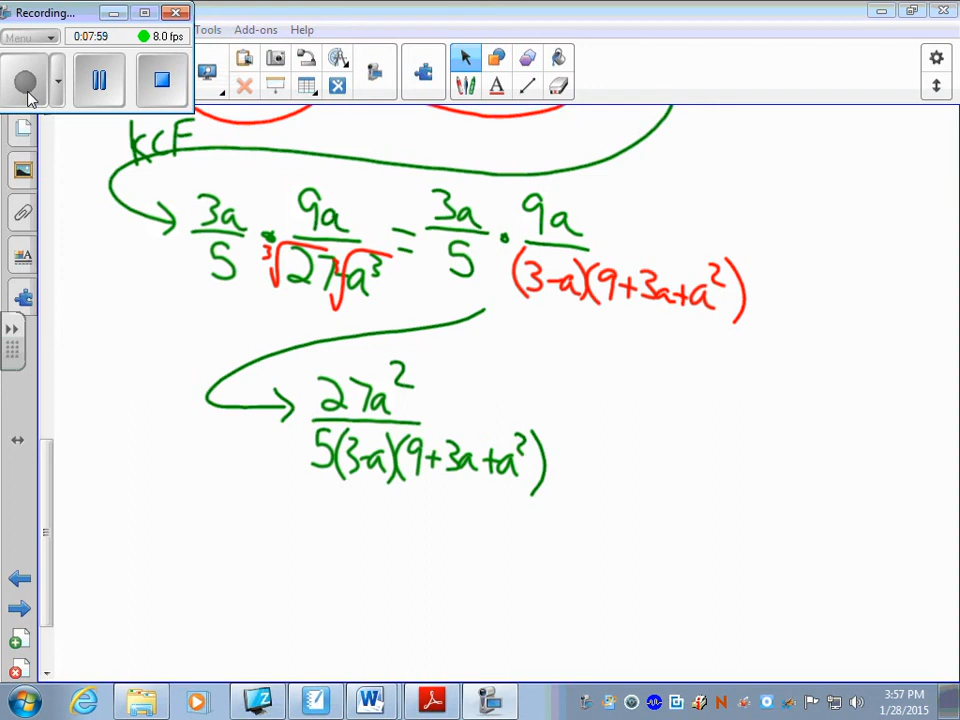 Recording...
Menu 0:07:59 8.0 fps
Tools Add-ons Help
KCF
3a/5 · 9a/(∛27-∛a³) = 3a/5 · 9a/((3-a)(9+3a+a²))
27a²/(5(3-a)(9+3a+a²))
3:57 PM
1/28/2015